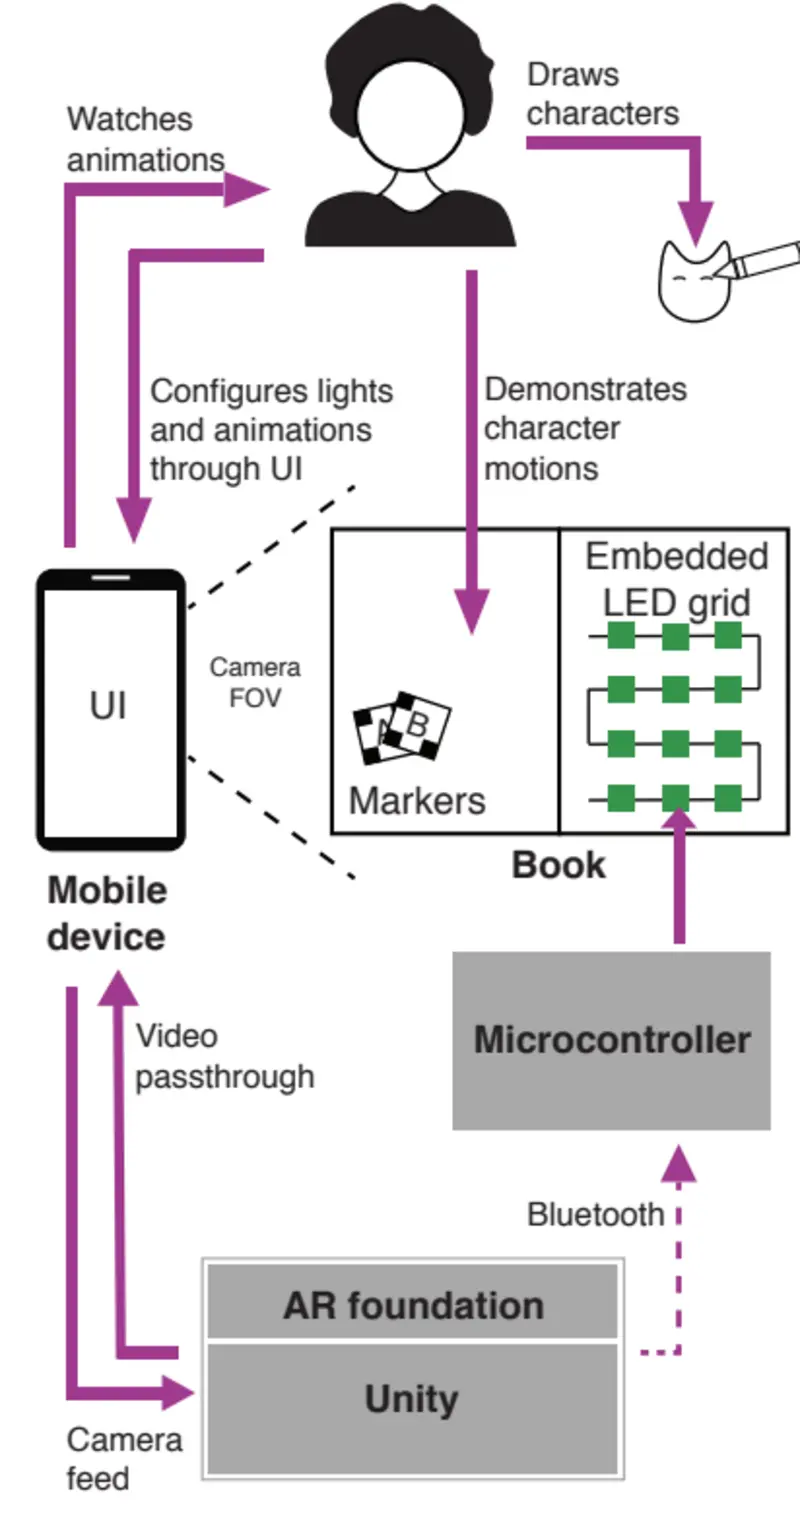 Draws
characters
Watches
animations
Configures lights
and animations
through UI
Demonstrates
character
motions
Embedded
LED grid
UI
Camera
FOV
A
B
Markers
Book
Mobile
device
Microcontroller
Video
passthrough
Bluetooth
AR foundation
Unity
Camera
feed